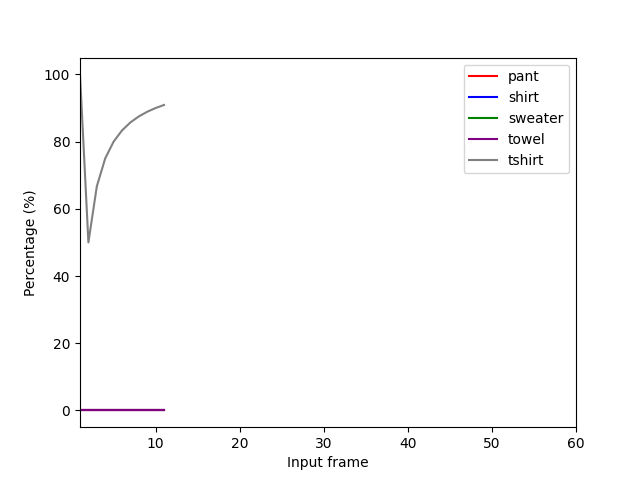 100
80
60
40
20
0
Percentage (%)
10 20 30 40 50 60
Input frame
pant
shirt
sweater
towel
tshirt